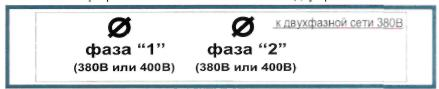 к двухфазной сети 380В
Ø Ø
фаза “1” фаза “2”
(380В или 400В) (380В или 400В)